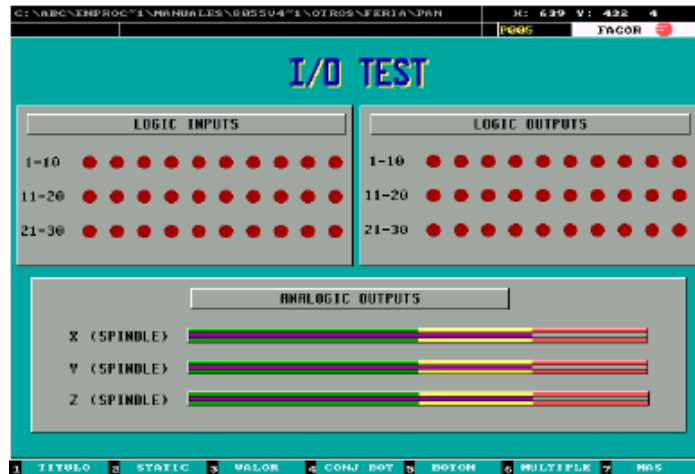 C:\ABC\ENPROC~1\MANUALES\8055V4~1\OTROS\FERIA\PAN X: 639 Y: 432 4
P005 FAGOR
I/O TEST
LOGIC INPUTS
1-10
11-20
21-30
LOGIC OUTPUTS
1-10
11-20
21-30
ANALOGIC OUTPUTS
X (SPINDLE)
Y (SPINDLE)
Z (SPINDLE)
1 TITULO 2 STATIC 3 VALOR 4 CONJ BOT 5 BOTON 6 MULTIPLE 7 MAS